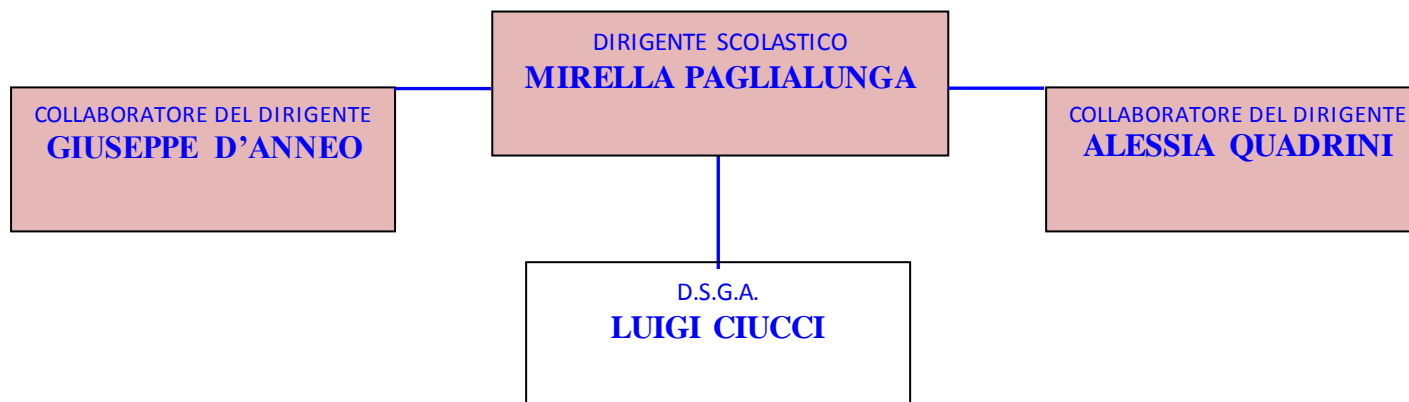 DIRIGENTE SCOLASTICO
MIRELLA PAGLIALUNGA
COLLABORATORE DEL DIRIGENTE
GIUSEPPE D’ANNEO
COLLABORATORE DEL DIRIGENTE
ALESSIA QUADRINI
D.S.G.A.
LUIGI CIUCCI